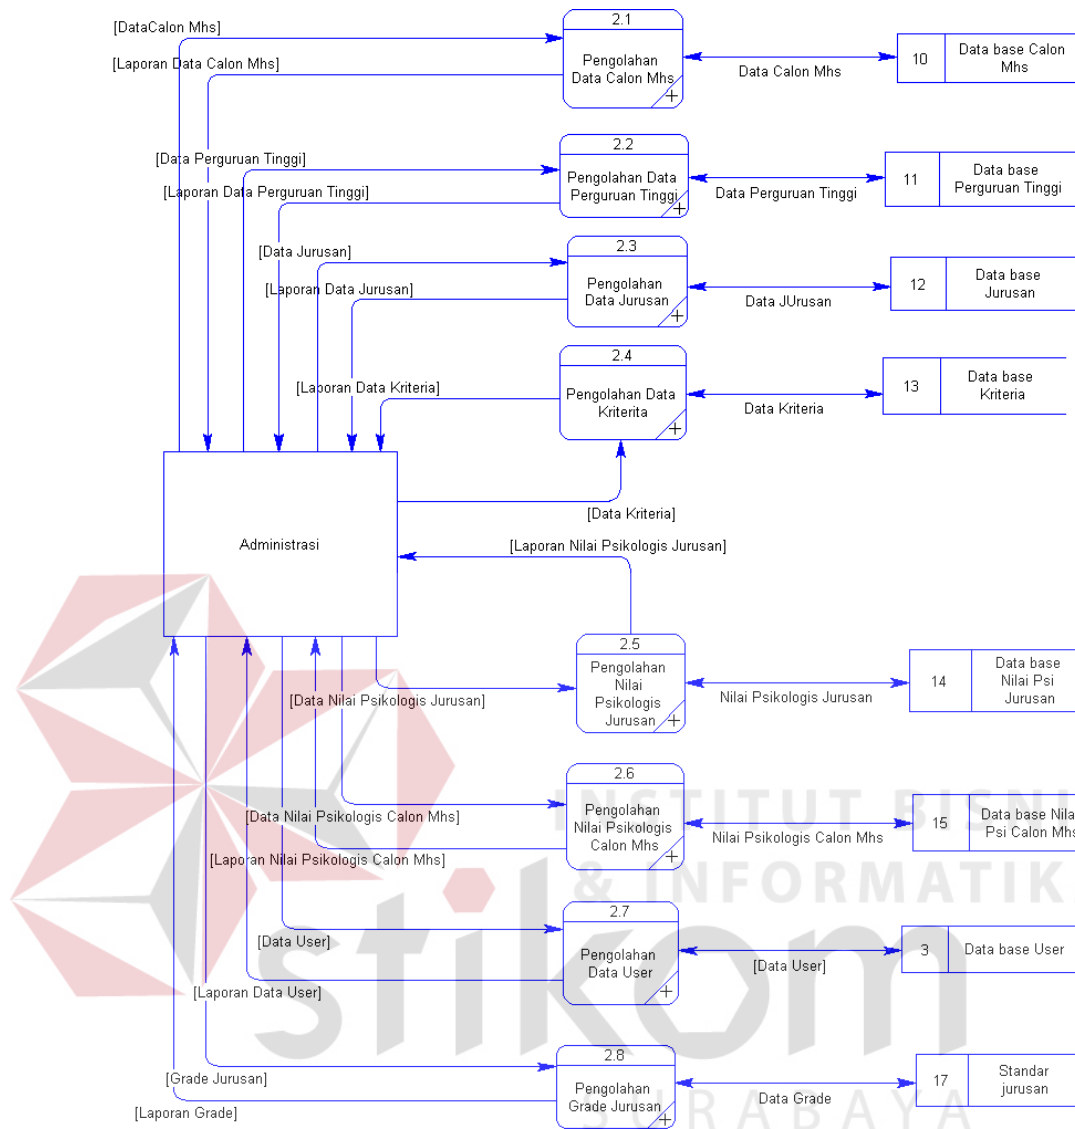 [DataCalon Mhs]
2.1
Pengolahan
Data Calon Mhs
[Laporan Data Calon Mhs]
Data Calon Mhs
10
Data base Calon
Mhs
[Data Perguruan Tinggi]
2.2
Pengolahan Data
Perguruan Tinggi
[Laporan Data Perguruan Tinggi]
Data Perguruan Tinggi
11
Data base
Perguruan Tinggi
[Data Jurusan]
2.3
Pengolahan
Data Jurusan
[Laporan Data Jurusan]
Data JUrusan
12
Data base
Jurusan
2.4
Pengolahan Data
Kriterita
[Laporan Data Kriteria]
Data Kriteria
13
Data base
Kriteria
[Data Kriteria]
Administrasi
[Laporan Nilai Psikologis Jurusan]
2.5
Pengolahan
Nilai
Psikologis
Jurusan
[Data Nilai Psikologis Jurusan]
Nilai Psikologis Jurusan
14
Data base
Nilai Psi
Jurusan
2.6
Pengolahan
Nilai Psikologis
Calon Mhs
[Data Nilai Psikologis Calon Mhs]
[Laporan Nilai Psikologis Calon Mhs]
Nilai Psikologis Calon Mhs
15
Data base Nila
Psi Calon Mhs
2.7
Pengolahan
Data User
[Data User]
[Laporan Data User]
[Data User]
3
Data base User
2.8
Pengolahan
Grade Jurusan
[Grade Jurusan]
[Laporan Grade]
Data Grade
17
Standar
jurusan
INSTITUT BISNI
& INFORMATIK
stikom
SURABAYA